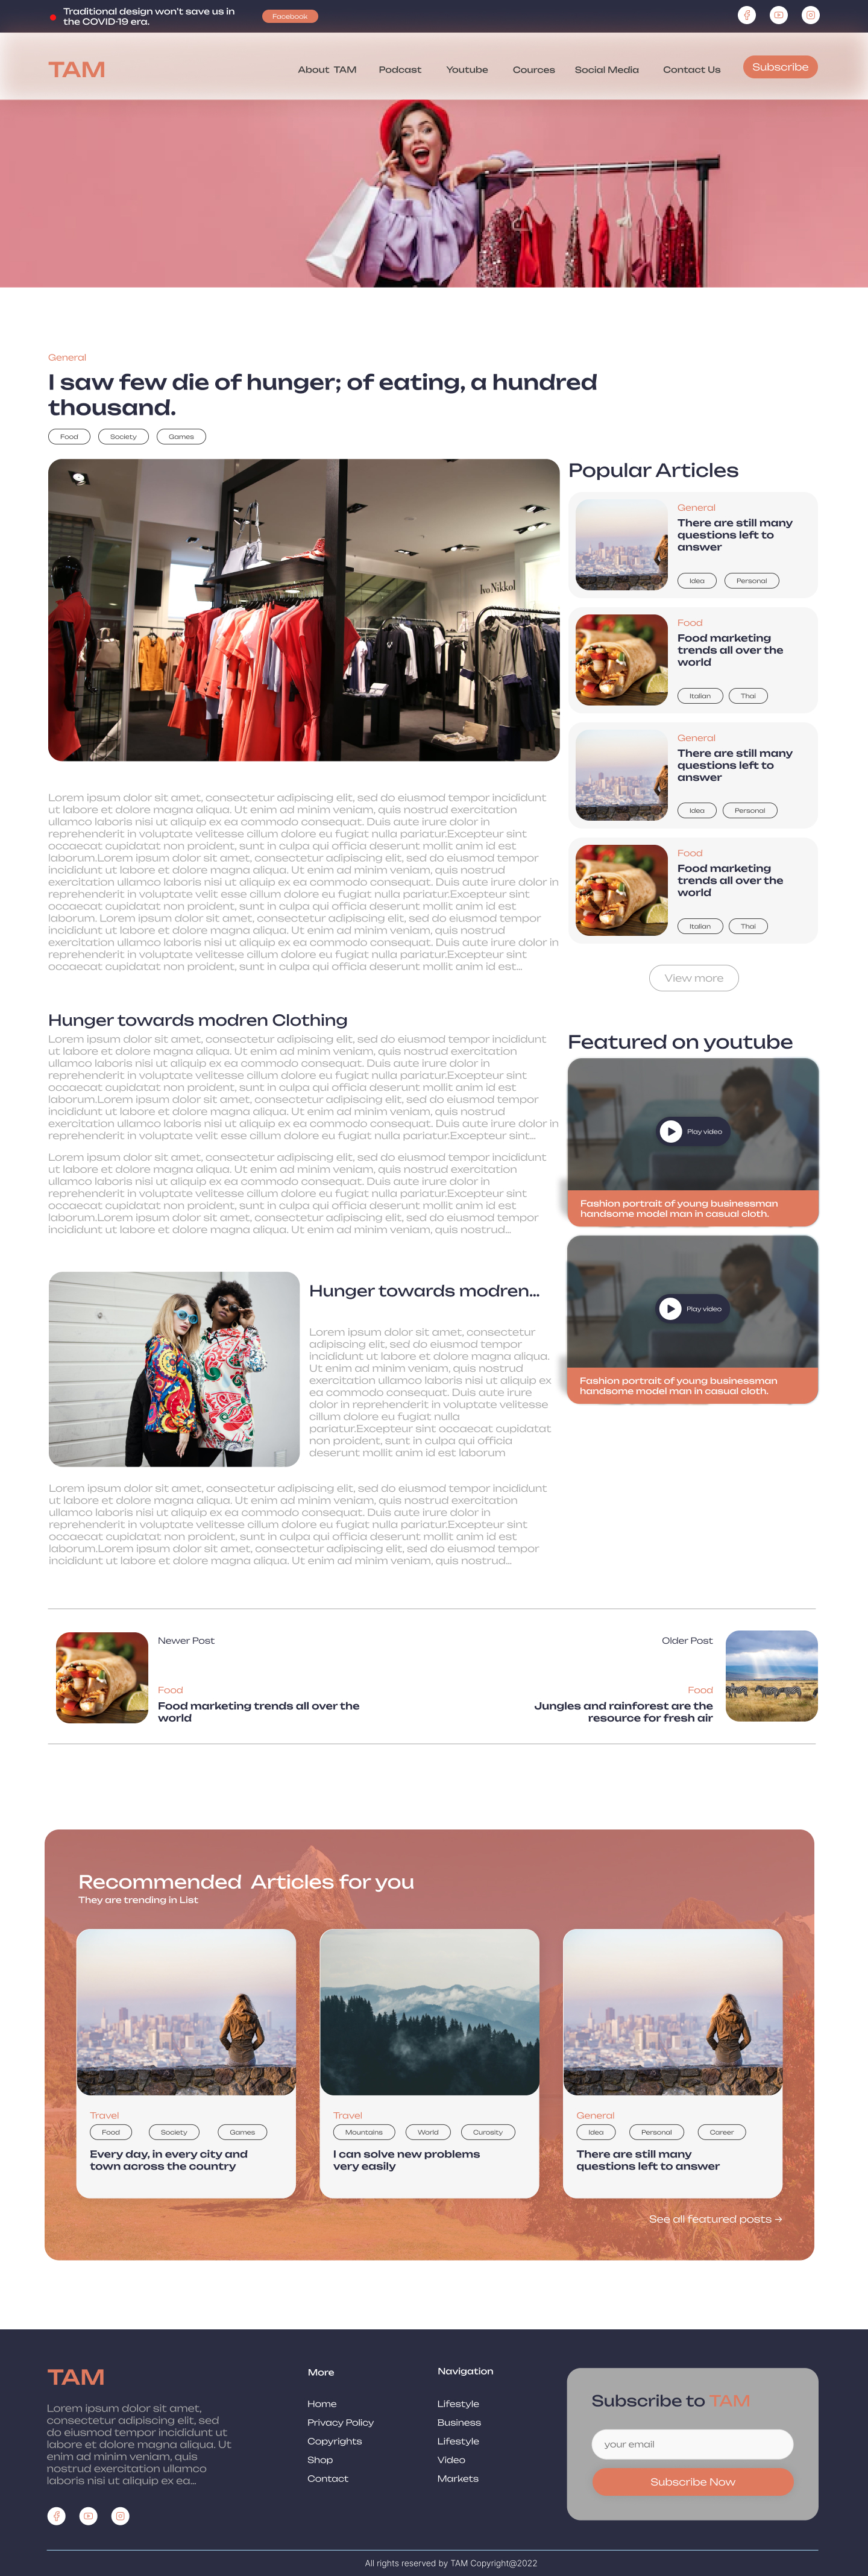 Traditional design won't save us in
the COVID-19 era.
Facebook
TAM
About TAM
Podcast
Youtube
Cources
Social Media
Contact Us
Subscribe
General
I saw few die of hunger; of eating, a hundred
thousand.
Food
Society
Games
Ivo Nikkol
Lorem ipsum dolor sit amet, consectetur adipiscing elit, sed do eiusmod tempor incididunt
ut labore et dolore magna aliqua. Ut enim ad minim veniam, quis nostrud exercitation
ullamco laboris nisi ut aliquip ex ea commodo consequat. Duis aute irure dolor in
reprehenderit in voluptate velitesse cillum dolore eu fugiat nulla pariatur.Excepteur sint
occaecat cupidatat non proident, sunt in culpa qui officia deserunt mollit anim id est
laborum.Lorem ipsum dolor sit amet, consectetur adipiscing elit, sed do eiusmod tempor
incididunt ut labore et dolore magna aliqua. Ut enim ad minim veniam, quis nostrud
exercitation ullamco laboris nisi ut aliquip ex ea commodo consequat. Duis aute irure dolor in
reprehenderit in voluptate velit esse cillum dolore eu fugiat nulla pariatur.Excepteur sint
occaecat cupidatat non proident, sunt in culpa qui officia deserunt mollit anim id est
laborum. Lorem ipsum dolor sit amet, consectetur adipiscing elit, sed do eiusmod tempor
incididunt ut labore et dolore magna aliqua. Ut enim ad minim veniam, quis nostrud
exercitation ullamco laboris nisi ut aliquip ex ea commodo consequat. Duis aute irure dolor in
reprehenderit in voluptate velitesse cillum dolore eu fugiat nulla pariatur.Excepteur sint
occaecat cupidatat non proident, sunt in culpa qui officia deserunt mollit anim id est...
Hunger towards modren Clothing
Lorem ipsum dolor sit amet, consectetur adipiscing elit, sed do eiusmod tempor incididunt
ut labore et dolore magna aliqua. Ut enim ad minim veniam, quis nostrud exercitation
ullamco laboris nisi ut aliquip ex ea commodo consequat. Duis aute irure dolor in
reprehenderit in voluptate velitesse cillum dolore eu fugiat nulla pariatur.Excepteur sint
occaecat cupidatat non proident, sunt in culpa qui officia deserunt mollit anim id est
laborum.Lorem ipsum dolor sit amet, consectetur adipiscing elit, sed do eiusmod tempor
incididunt ut labore et dolore magna aliqua. Ut enim ad minim veniam, quis nostrud
exercitation ullamco laboris nisi ut aliquip ex ea commodo consequat. Duis aute irure dolor in
reprehenderit in voluptate velit esse cillum dolore eu fugiat nulla pariatur.Excepteur sint...
Lorem ipsum dolor sit amet, consectetur adipiscing elit, sed do eiusmod tempor incididunt
ut labore et dolore magna aliqua. Ut enim ad minim veniam, quis nostrud exercitation
ullamco laboris nisi ut aliquip ex ea commodo consequat. Duis aute irure dolor in
reprehenderit in voluptate velitesse cillum dolore eu fugiat nulla pariatur.Excepteur sint
occaecat cupidatat non proident, sunt in culpa qui officia deserunt mollit anim id est
laborum.Lorem ipsum dolor sit amet, consectetur adipiscing elit, sed do eiusmod tempor
incididunt ut labore et dolore magna aliqua. Ut enim ad minim veniam, quis nostrud...
Hunger towards modren...
Lorem ipsum dolor sit amet, consectetur
adipiscing elit, sed do eiusmod tempor
incididunt ut labore et dolore magna aliqua.
Ut enim ad minim veniam, quis nostrud
exercitation ullamco laboris nisi ut aliquip ex
ea commodo consequat. Duis aute irure
dolor in reprehenderit in voluptate velitesse
cillum dolore eu fugiat nulla
pariatur.Excepteur sint occaecat cupidatat
non proident, sunt in culpa qui officia
deserunt mollit anim id est laborum
Lorem ipsum dolor sit amet, consectetur adipiscing elit, sed do eiusmod tempor incididunt
ut labore et dolore magna aliqua. Ut enim ad minim veniam, quis nostrud exercitation
ullamco laboris nisi ut aliquip ex ea commodo consequat. Duis aute irure dolor in
reprehenderit in voluptate velitesse cillum dolore eu fugiat nulla pariatur.Excepteur sint
occaecat cupidatat non proident, sunt in culpa qui officia deserunt mollit anim id est
laborum.Lorem ipsum dolor sit amet, consectetur adipiscing elit, sed do eiusmod tempor
incididunt ut labore et dolore magna aliqua. Ut enim ad minim veniam, quis nostrud...
Popular Articles
General
There are still many
questions left to
answer
Idea
Personal
Food
Food marketing
trends all over the
world
Italian
Thai
General
There are still many
questions left to
answer
Idea
Personal
Food
Food marketing
trends all over the
world
Italian
Thai
View more
Featured on youtube
Play video
Fashion portrait of young businessman
handsome model man in casual cloth.
Play video
Fashion portrait of young businessman
handsome model man in casual cloth.
Newer Post
Food
Food marketing trends all over the
world
Older Post
Food
Jungles and rainforest are the
resource for fresh air
Recommended Articles for you
They are trending in List
Travel
Food
Society
Games
Every day, in every city and
town across the country
Travel
Mountains
World
Curosity
I can solve new problems
very easily
General
Idea
Personal
Career
There are still many
questions left to answer
See all featured posts →
TAM
Lorem ipsum dolor sit amet,
consectetur adipiscing elit, sed
do eiusmod tempor incididunt ut
labore et dolore magna aliqua. Ut
enim ad minim veniam, quis
nostrud exercitation ullamco
laboris nisi ut aliquip ex ea...
More
Home
Privacy Policy
Copyrights
Shop
Contact
Navigation
Lifestyle
Business
Lifestyle
Video
Markets
Subscribe to TAM
your email
Subscribe Now
All rights reserved by TAM Copyright@2022